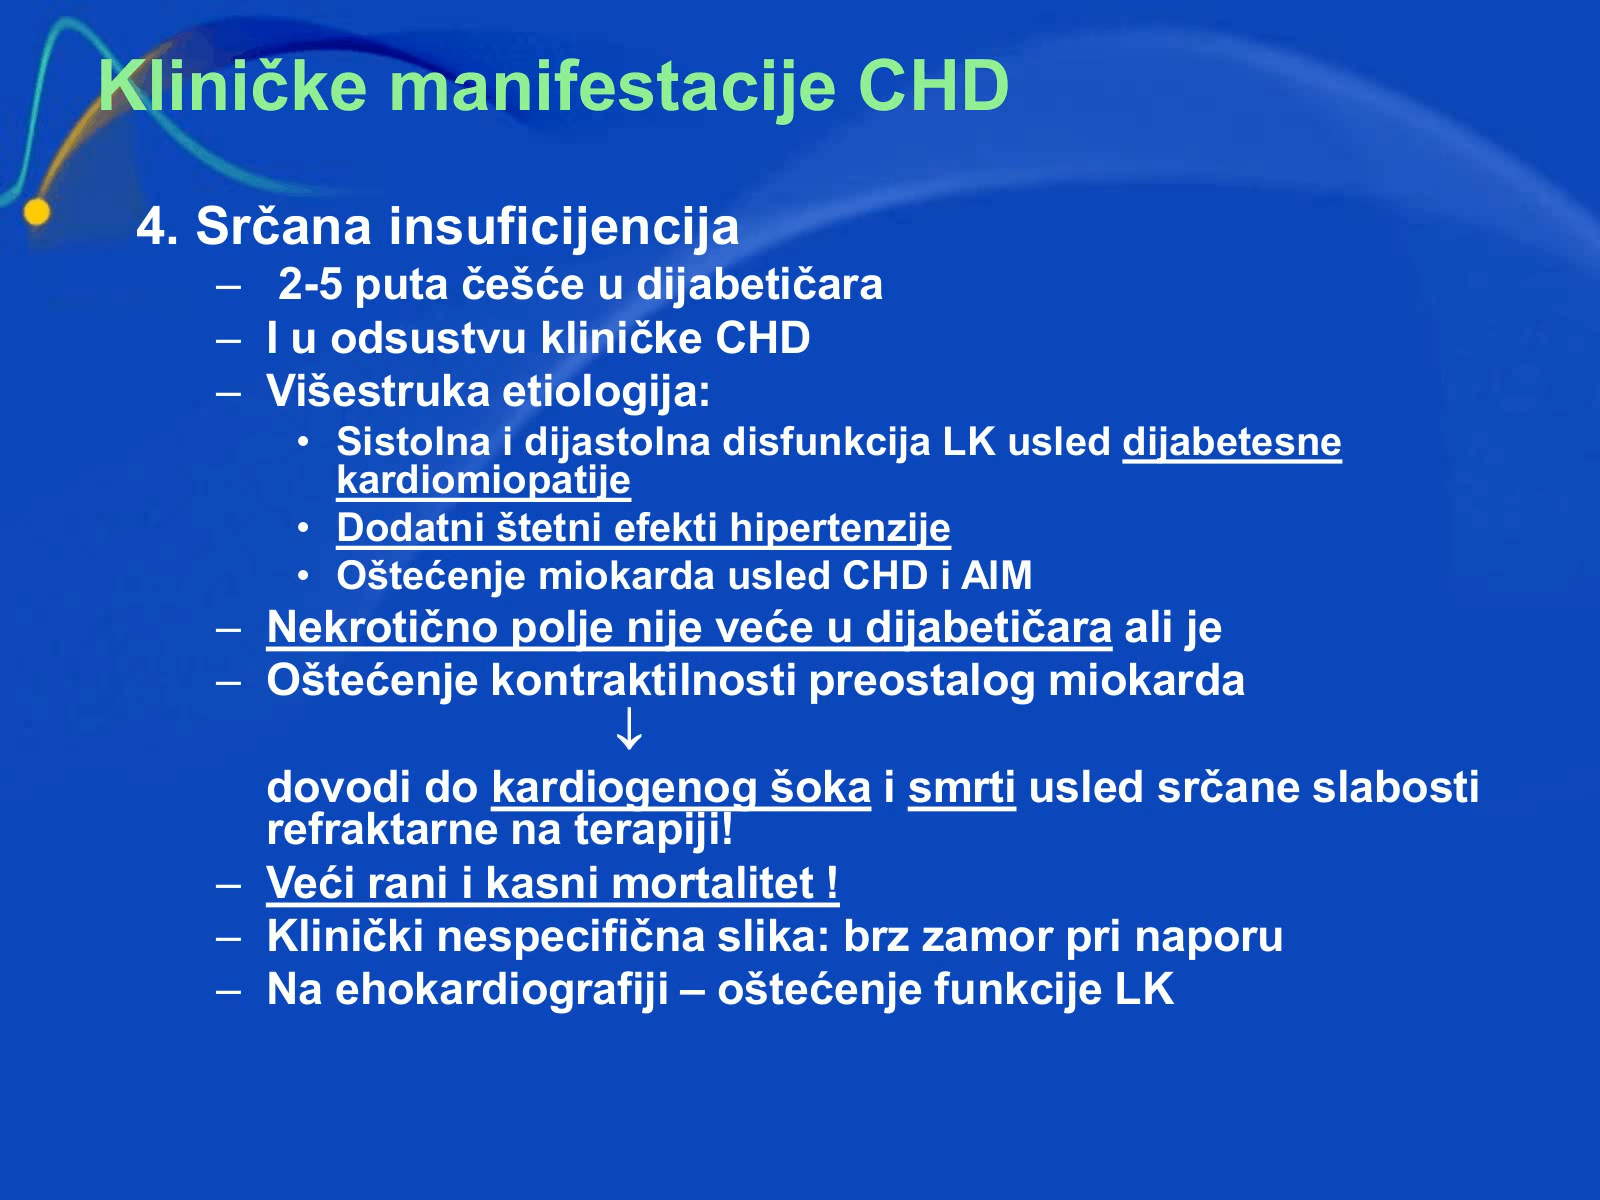 Kliničke manifestacije CHD
4. Srčana insuficijencija
– 2-5 puta češće u dijabetičara
– I u odsustvu kliničke CHD
– Višestruka etiologija:
• Sistolna i dijastolna disfunkcija LK usled dijabetesne
kardiomiopatije
• Dodatni štetni efekti hipertenzije
• Oštećenje miokarda usled CHD i AIM
– Nekrotično polje nije veće u dijabetičara ali je
– Oštećenje kontraktilnosti preostalog miokarda
↓
dovodi do kardiogenog šoka i smrti usled srčane slabosti
refraktarne na terapiji!
– Veći rani i kasni mortalitet !
– Klinički nespecifična slika: brz zamor pri naporu
– Na ehokardiografiji – oštećenje funkcije LK